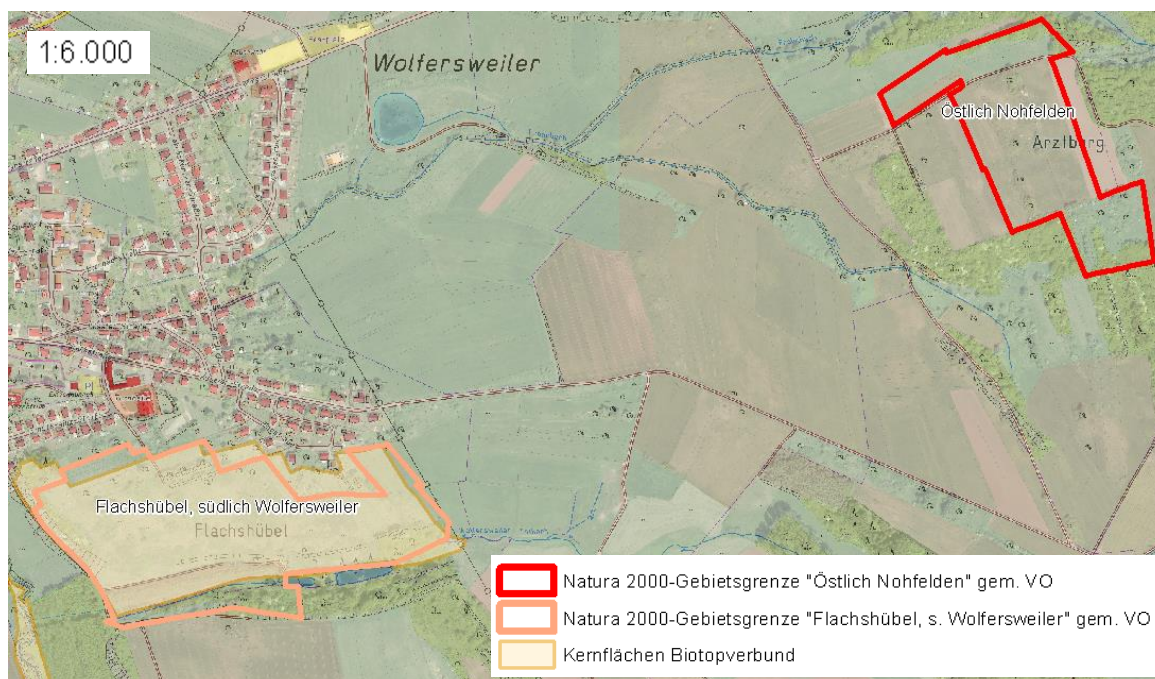 1:6.000
Wolfersweiler
Östlich Nohfelden
Arzlberg
Flachshübel, südlich Wolfersweiler
Flachshübel
Natura 2000-Gebietsgrenze "Östlich Nohfelden" gem. VO
Natura 2000-Gebietsgrenze "Flachshübel, s. Wolfersweiler" gem. VO
Kernflächen Biotopverbund